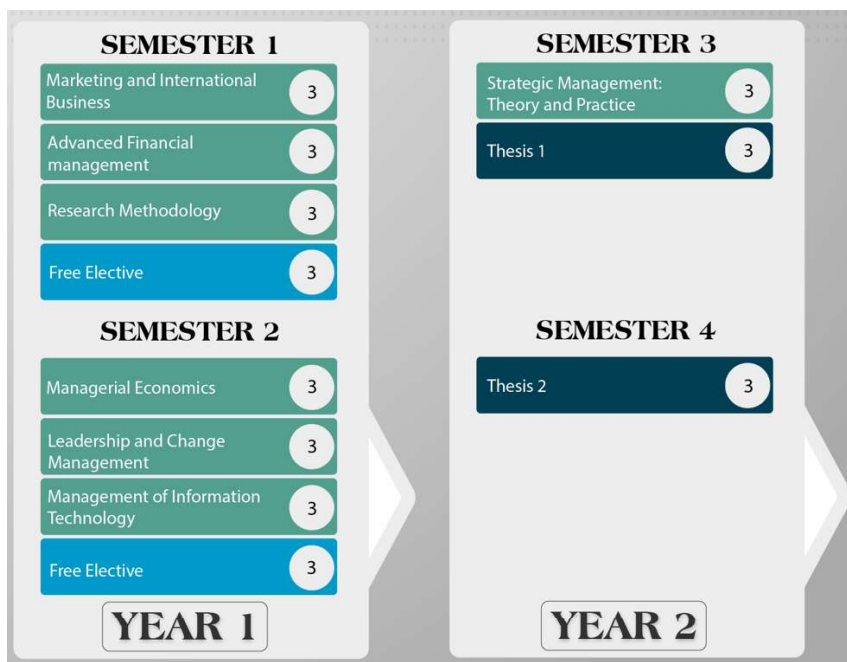 SEMESTER 1
Marketing and International
Business
3
Advanced Financial
management
3
Research Methodology
3
Free Elective
3
SEMESTER 2
Managerial Economics
3
Leadership and Change
Management
3
Management of Information
Technology
3
Free Elective
3
YEAR 1
SEMESTER 3
Strategic Management:
Theory and Practice
3
Thesis 1
3
SEMESTER 4
Thesis 2
3
YEAR 2